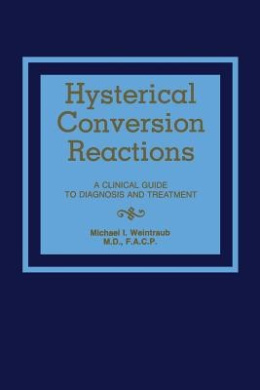 Hysterical
Conversion
Reactions
A CLINICAL GUIDE
TO DIAGNOSIS AND TREATMENT
Michael I. Weintraub
M.D., F.A.C.P.